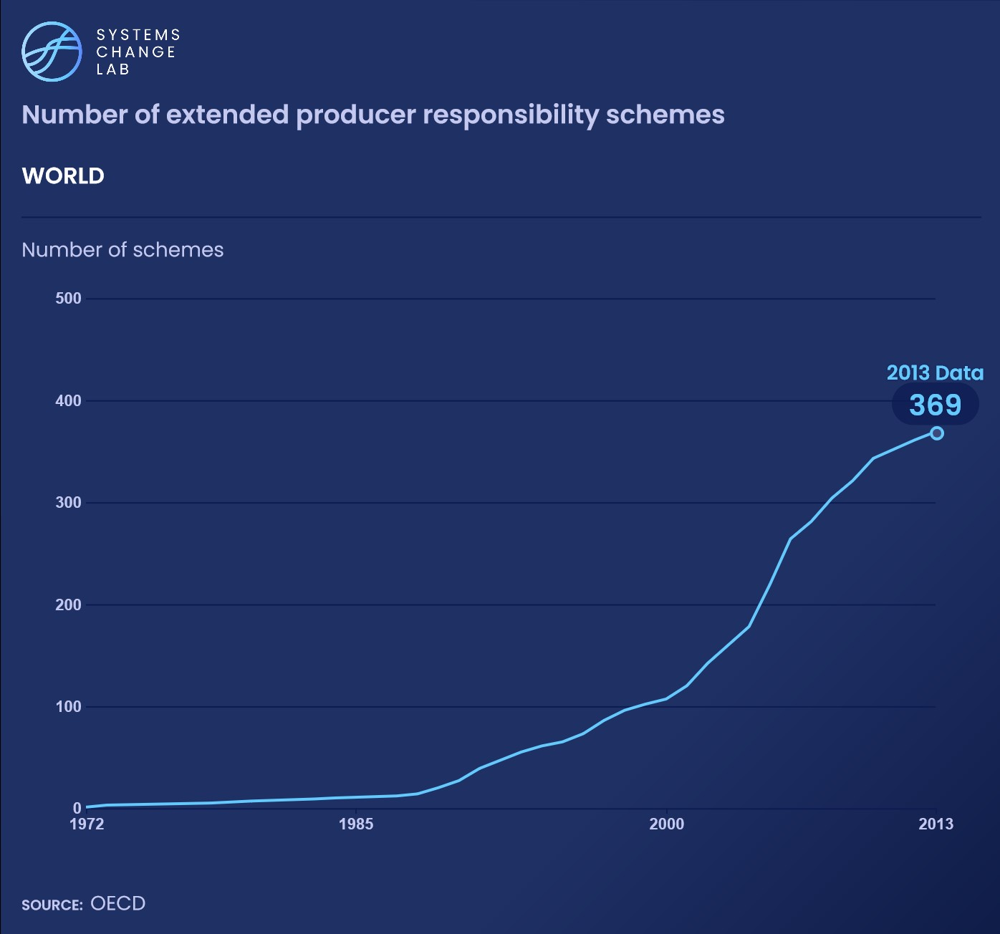 SYSTEMS
CHANGE
LAB
Number of extended producer responsibility schemes
WORLD
Number of schemes
500
2013 Data
400
369
300
200
100
0
1972 1985 2000 2013
SOURCE: OECD